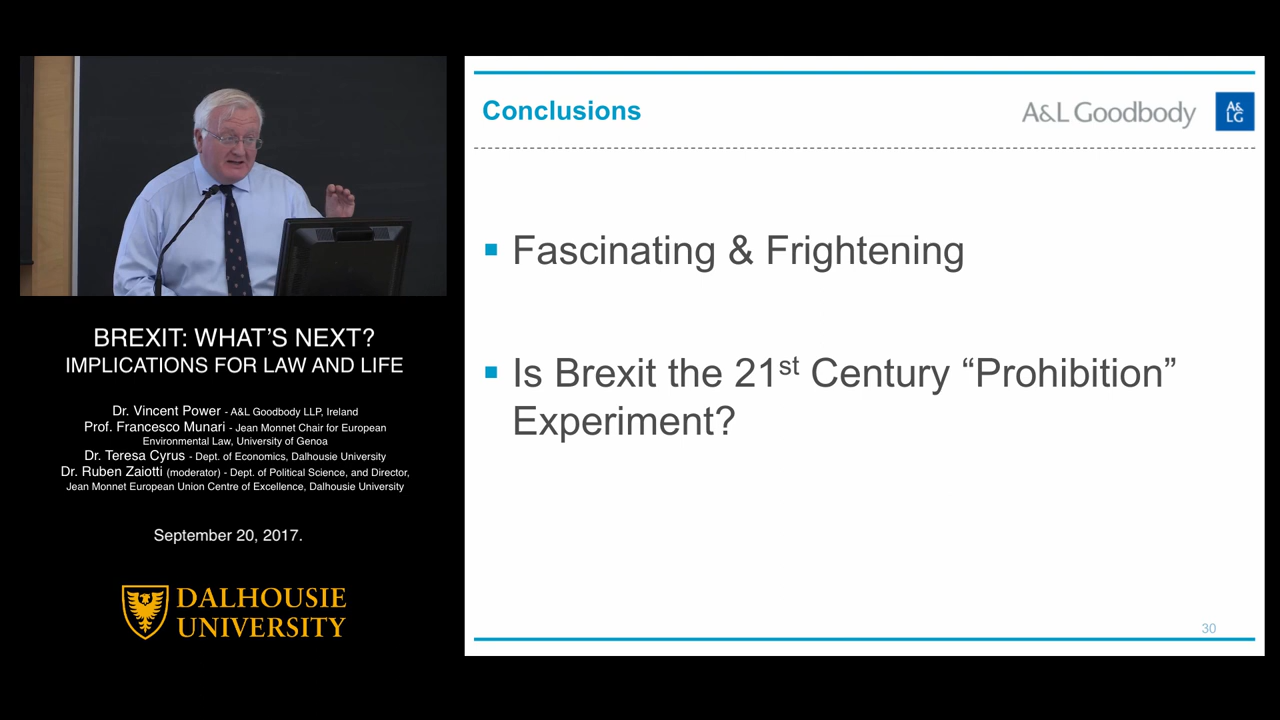 BREXIT: WHAT'S NEXT?
IMPLICATIONS FOR LAW AND LIFE
Dr. Vincent Power - A&L Goodbody LLP, Ireland
Prof. Francesco Munari - Jean Monnet Chair for European
Environmental Law, University of Genoa
Dr. Teresa Cyrus - Dept. of Economics, Dalhousie University
Dr. Ruben Zaiotti (moderator) - Dept. of Political Science, and Director,
Jean Monnet European Union Centre of Excellence, Dalhousie University
September 20, 2017.
DALHOUSIE
UNIVERSITY
Conclusions
A&L Goodbody
A&
LG
▪ Fascinating & Frightening
▪ Is Brexit the 21st Century “Prohibition”
Experiment?
30